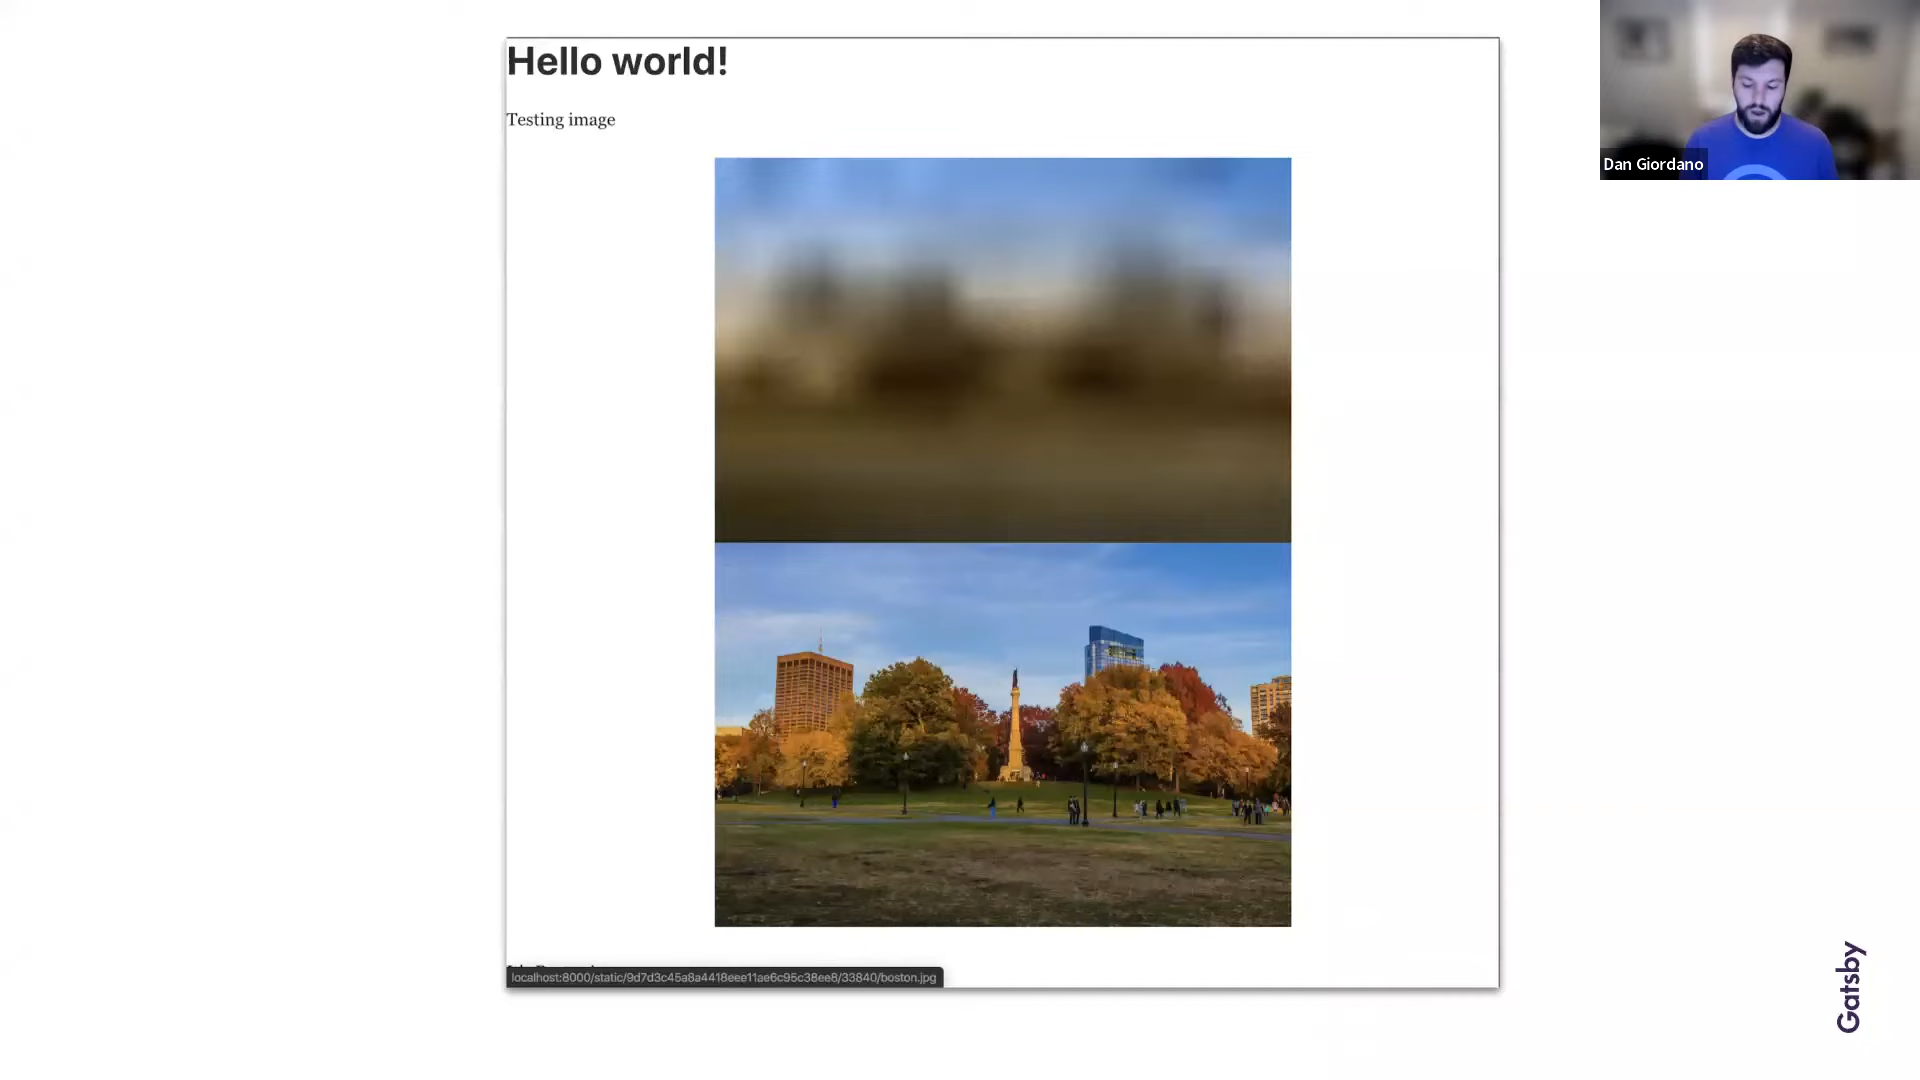 Hello world!
Testing image
localhost:8000/static/9d7d3c45a8a4418eee11ae6c95c38ee8/33840/boston.jpg
Dan Giordano
Gatsby